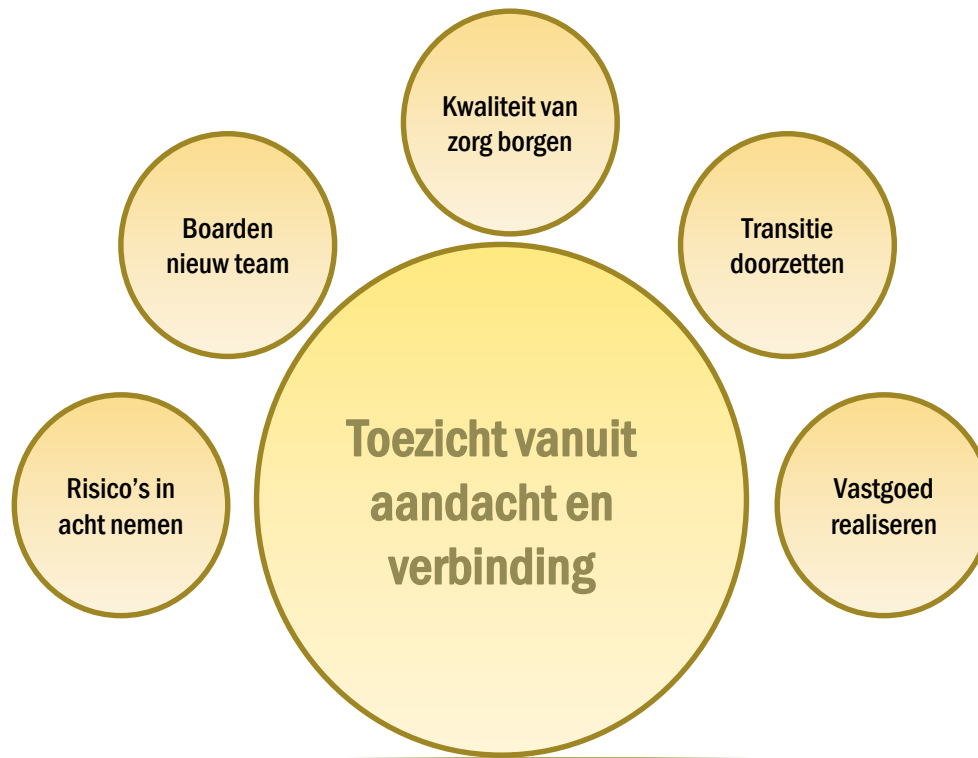 Kwaliteit van
zorg borgen
Boarden
nieuw team
Transitie
doorzetten
Toezicht vanuit
aandacht en
verbinding
Risico’s in
acht nemen
Vastgoed
realiseren